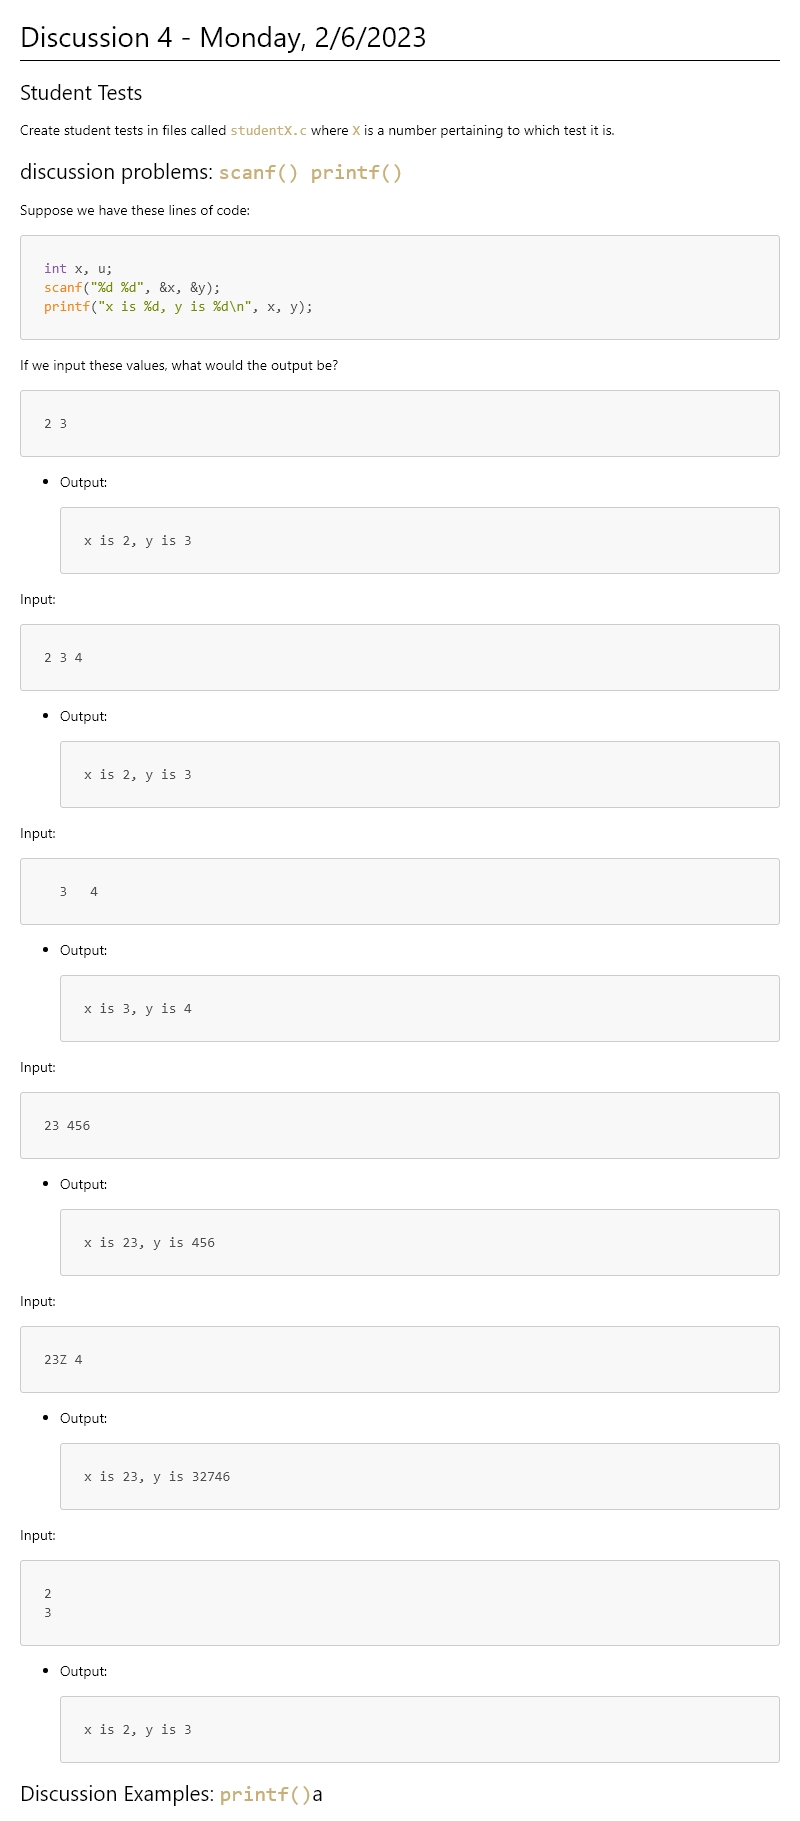 Discussion 4 - Monday, 2/6/2023
Student Tests
Create student tests in files called studentX.c where X is a number pertaining to which test it is.
discussion problems: scanf() printf()
Suppose we have these lines of code:
int x, u;
scanf("%d %d", &x, &y);
printf("x is %d, y is %d\n", x, y);
If we input these values, what would the output be?
2 3
• Output:
x is 2, y is 3
Input:
2 3 4
• Output:
x is 2, y is 3
Input:
  3   4
• Output:
x is 3, y is 4
Input:
23 456
• Output:
x is 23, y is 456
Input:
23Z 4
• Output:
x is 23, y is 32746
Input:
2
3
• Output:
x is 2, y is 3
Discussion Examples: printf()a